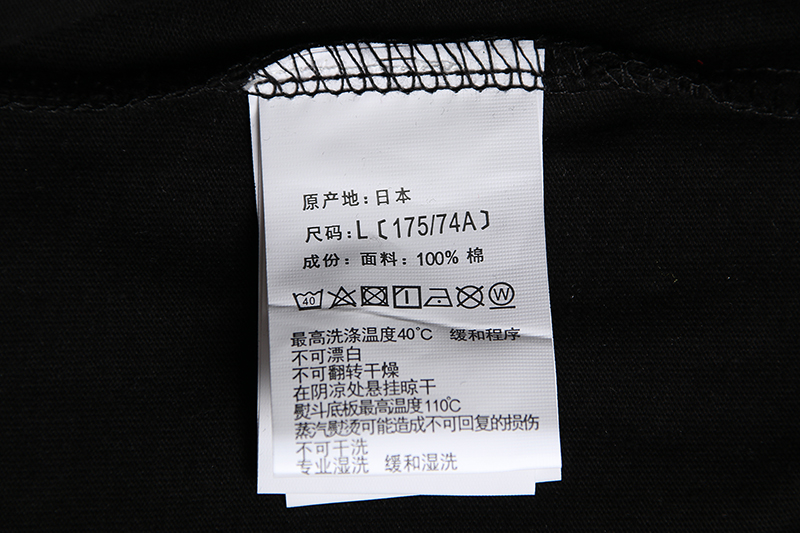 原产地:日本
尺码:L〔175/74A〕
成份:面料:100% 棉
40 W
最高洗涤温度40℃ 缓和程序
不可漂白
不可翻转干燥
在阴凉处悬挂晾干
熨斗底板最高温度110℃
蒸汽熨烫可能造成不可回复的损伤
不可干洗
专业湿洗 缓和湿洗